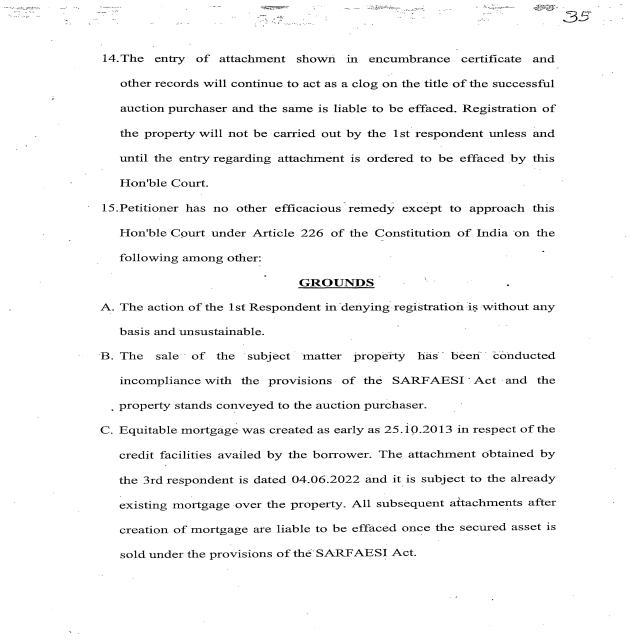 35
14.The entry of attachment shown in encumbrance certificate and
other records will continue to act as a clog on the title of the successful
auction purchaser and the same is liable to be effaced. Registration of
the property will not be carried out by the 1st respondent unless and
until the entry regarding attachment is ordered to be effaced by this
Hon'ble Court.
15.Petitioner has no other efficacious remedy except to approach this
Hon'ble Court under Article 226 of the Constitution of India on the
following among other:
GROUNDS
A. The action of the 1st Respondent in denying registration is without any
basis and unsustainable.
B. The sale of the subject matter property has been conducted
incompliance with the provisions of the SARFAESI Act and the
property stands conveyed to the auction purchaser.
C. Equitable mortgage was created as early as 25.10.2013 in respect of the
credit facilities availed by the borrower. The attachment obtained by
the 3rd respondent is dated 04.06.2022 and it is subject to the already
existing mortgage over the property. All subsequent attachments after
creation of mortgage are liable to be effaced once the secured asset is
sold under the provisions of the SARFAESI Act.